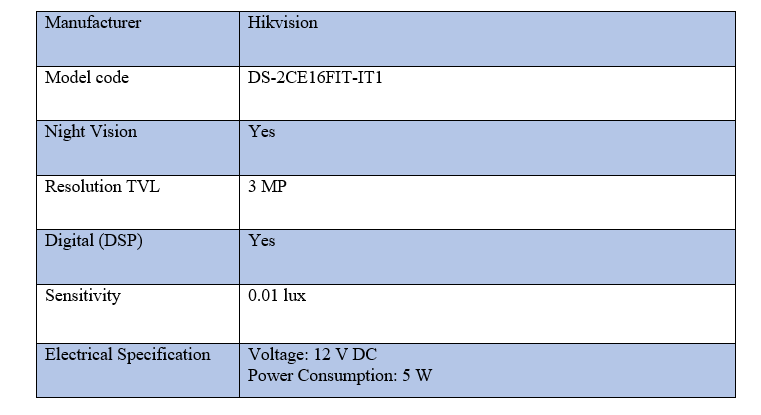 Manufacturer Hikvision
Model code DS-2CE16FIT-IT1
Night Vision Yes
Resolution TVL 3 MP
Digital (DSP) Yes
Sensitivity 0.01 lux
Electrical Specification Voltage: 12 V DC
Power Consumption: 5 W